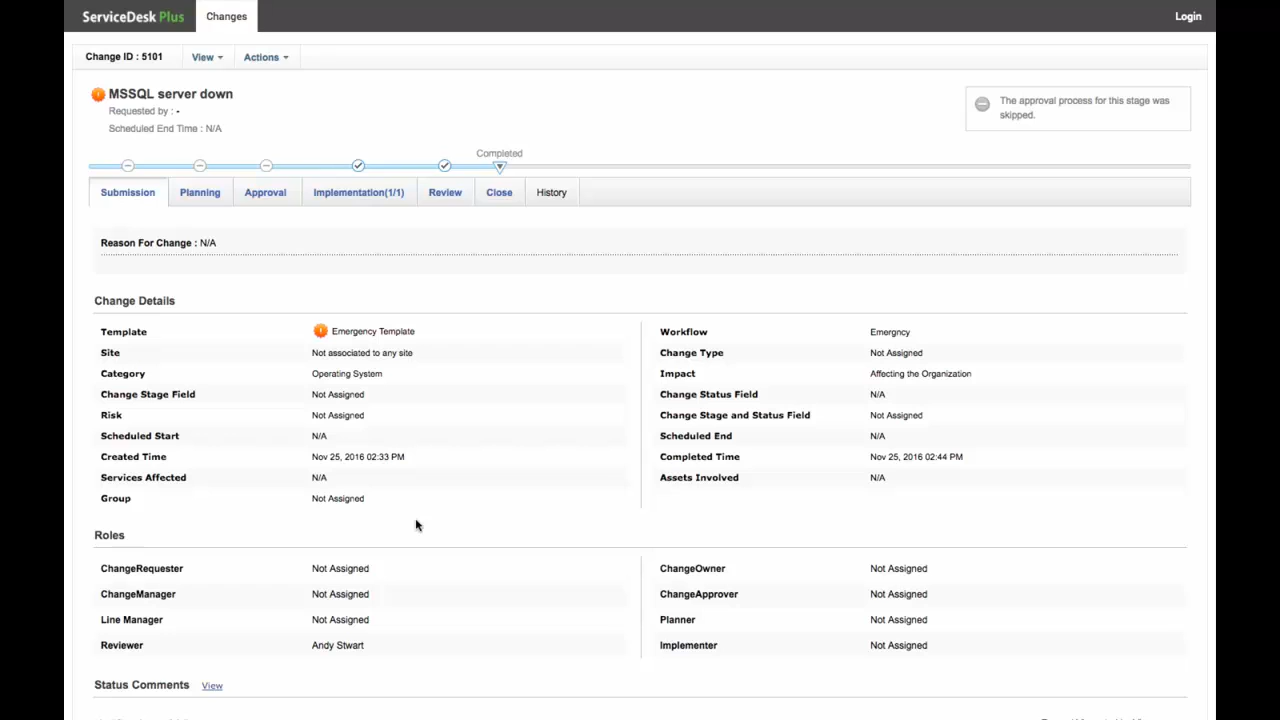 ServiceDesk Plus
Changes
Login
Change ID : 5101
View
Actions
MSSQL server down
Requested by : -
Scheduled End Time : N/A
The approval process for this stage was
skipped.
Completed
Submission
Planning
Approval
Implementation(1/1)
Review
Close
History
Reason For Change : N/A
Change Details
Template
Emergency Template
Workflow
Emergncy
Site
Not associated to any site
Change Type
Not Assigned
Category
Operating System
Impact
Affecting the Organization
Change Stage Field
Not Assigned
Change Status Field
N/A
Risk
Not Assigned
Change Stage and Status Field
Not Assigned
Scheduled Start
N/A
Scheduled End
N/A
Created Time
Nov 25, 2016 02:33 PM
Completed Time
Nov 25, 2016 02:44 PM
Services Affected
N/A
Assets Involved
N/A
Group
Not Assigned
Roles
ChangeRequester
Not Assigned
ChangeOwner
Not Assigned
ChangeManager
Not Assigned
ChangeApprover
Not Assigned
Line Manager
Not Assigned
Planner
Not Assigned
Reviewer
Andy Stwart
Implementer
Not Assigned
Status Comments View